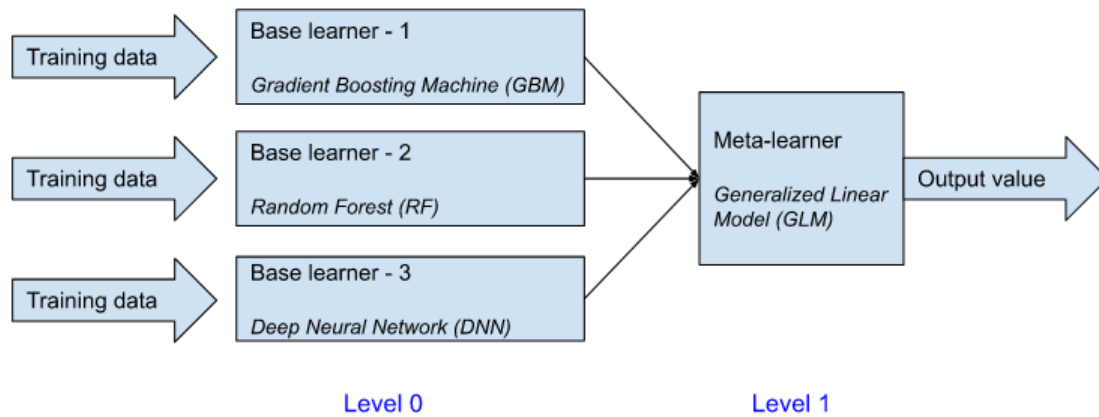 Training data
Base learner - 1
Gradient Boosting Machine (GBM)
Training data
Base learner - 2
Random Forest (RF)
Training data
Base learner - 3
Deep Neural Network (DNN)
Meta-learner
Generalized Linear
Model (GLM)
Output value
Level 0
Level 1